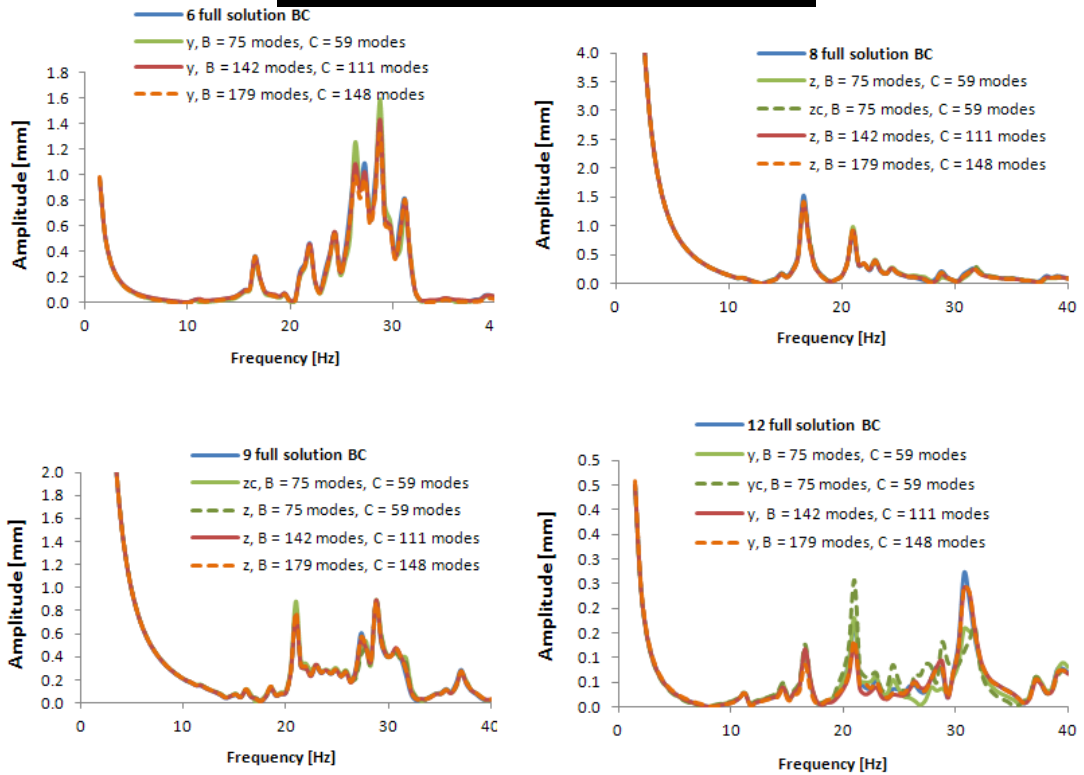 6 full solution BC
y, B = 75 modes, C = 59 modes
y, B = 142 modes, C = 111 modes
y, B = 179 modes, C = 148 modes
Amplitude [mm]
1.8
1.6
1.4
1.2
1.0
0.8
0.6
0.4
0.2
0.0
0 10 20 30 40
Frequency [Hz]
8 full solution BC
z, B = 75 modes, C = 59 modes
zc, B = 75 modes, C = 59 modes
z, B = 142 modes, C = 111 modes
z, B = 179 modes, C = 148 modes
Amplitude [mm]
4.0
3.5
3.0
2.5
2.0
1.5
1.0
0.5
0.0
0 10 20 30 40
Frequency [Hz]
9 full solution BC
zc, B = 75 modes, C = 59 modes
z, B = 75 modes, C = 59 modes
z, B = 142 modes, C = 111 modes
z, B = 179 modes, C = 148 modes
Amplitude [mm]
2.0
1.8
1.6
1.4
1.2
1.0
0.8
0.6
0.4
0.2
0.0
0 10 20 30 40
Frequency [Hz]
12 full solution BC
y, B = 75 modes, C = 59 modes
yc, B = 75 modes, C = 59 modes
y, B = 142 modes, C = 111 modes
y, B = 179 modes, C = 148 modes
Amplitude [mm]
0.5
0.5
0.4
0.4
0.3
0.3
0.2
0.2
0.1
0.1
0.0
0 10 20 30 40
Frequency [Hz]